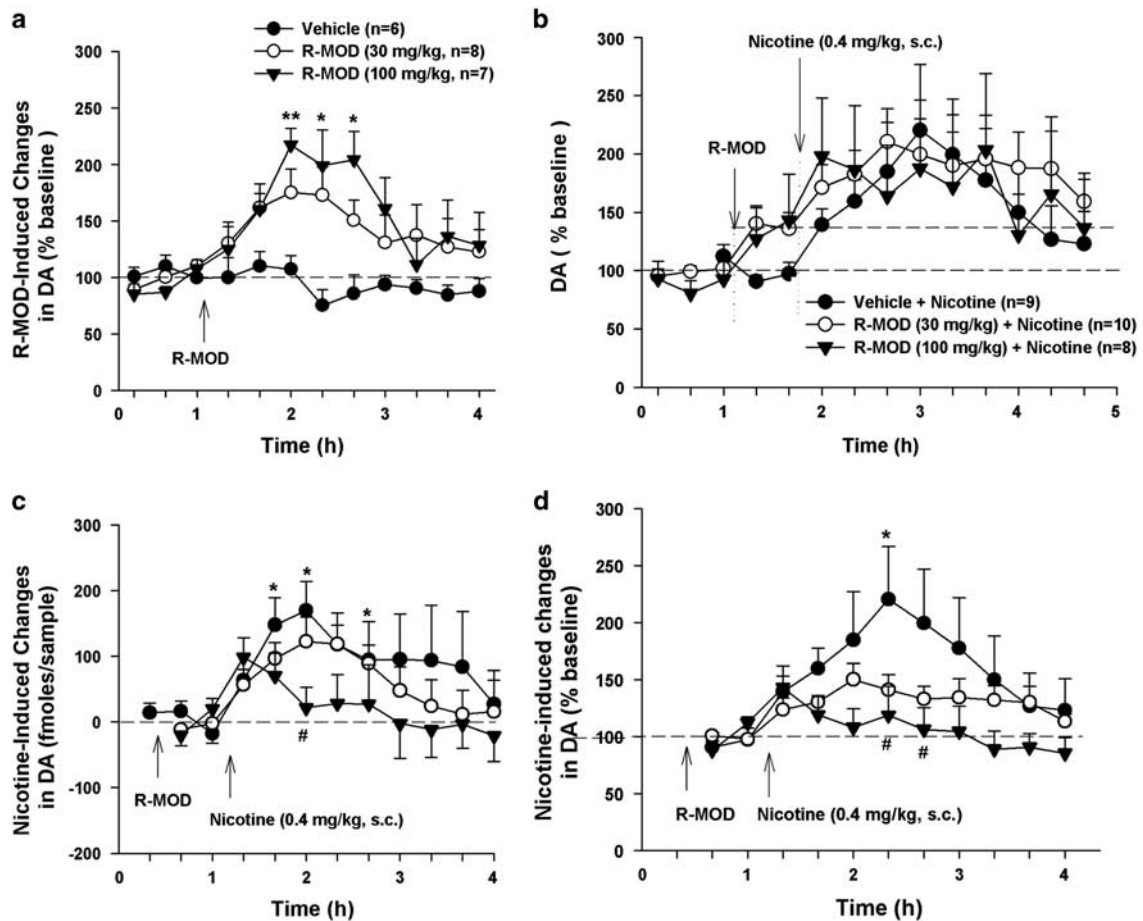 a
Vehicle (n=6)
R-MOD (30 mg/kg, n=8)
R-MOD (100 mg/kg, n=7)
R-MOD-Induced Changes
in DA (% baseline)
300
250
200
150
100
50
0
** * *
R-MOD
0 1 2 3 4
Time (h)
b
Nicotine (0.4 mg/kg, s.c.)
R-MOD
DA ( % baseline )
300
250
200
150
100
50
0
Vehicle + Nicotine (n=9)
R-MOD (30 mg/kg) + Nicotine (n=10)
R-MOD (100 mg/kg) + Nicotine (n=8)
0 1 2 3 4 5
Time (h)
c
Nicotine-Induced Changes
in DA (fmoles/sample)
300
200
100
0
-100
-200
* * *
#
R-MOD
Nicotine (0.4 mg/kg, s.c.)
0 1 2 3 4
Time (h)
d
Nicotine-induced changes
in DA (% baseline)
300
250
200
150
100
50
0
*
# #
R-MOD
Nicotine (0.4 mg/kg, s.c.)
0 1 2 3 4
Time (h)